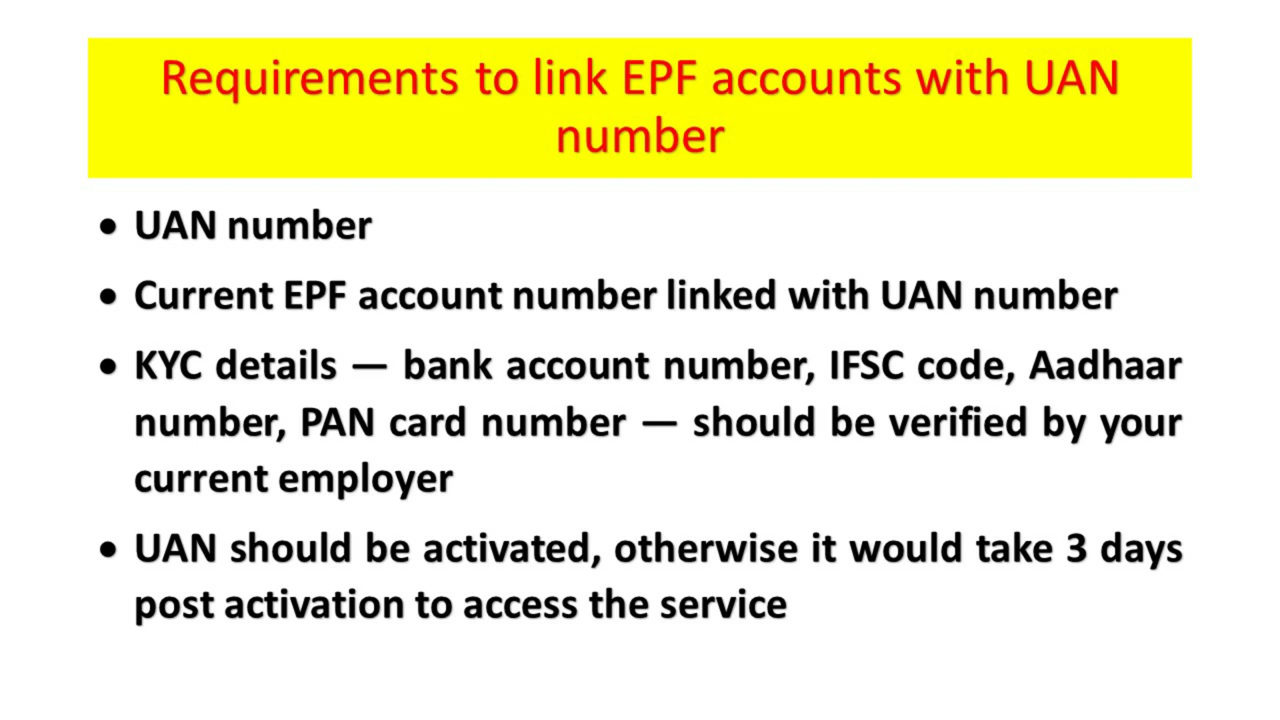 Requirements to link EPF accounts with UAN
number
• UAN number
• Current EPF account number linked with UAN number
• KYC details — bank account number, IFSC code, Aadhaar
number, PAN card number — should be verified by your
current employer
• UAN should be activated, otherwise it would take 3 days
post activation to access the service